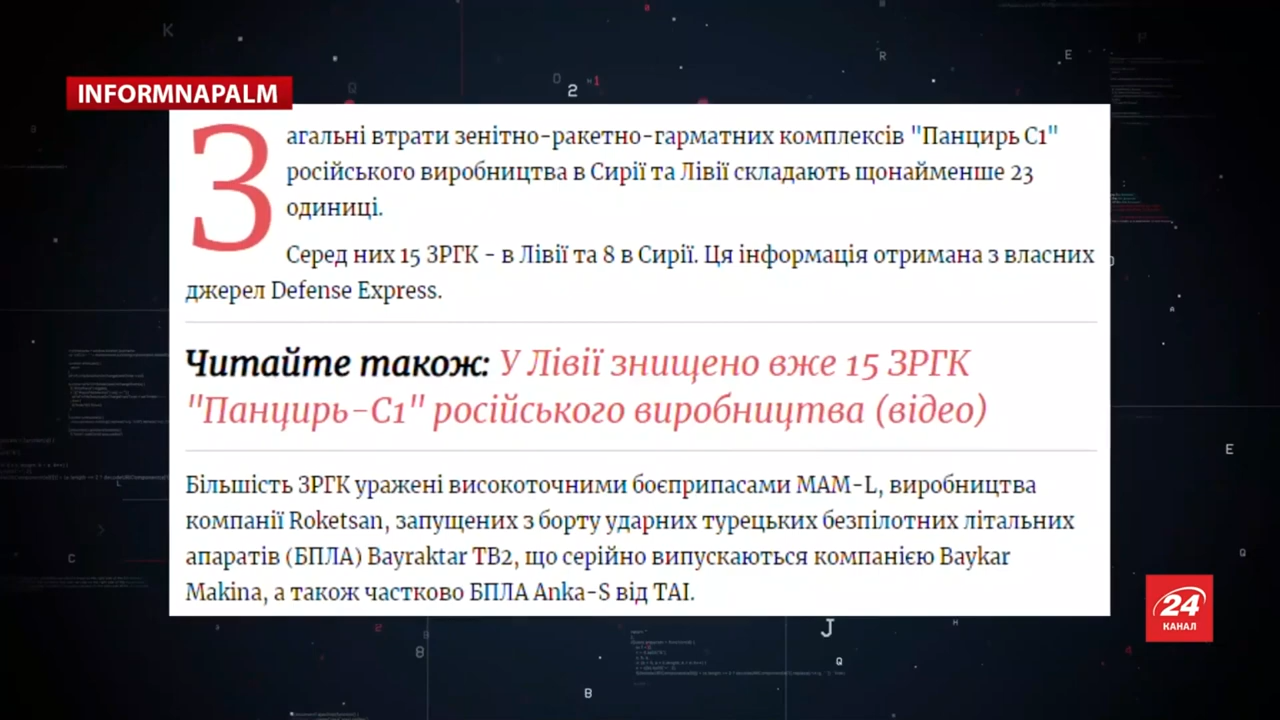 INFORMNAPALM
Загальні втрати зенітно-ракетно-гарматних комплексів "Панцирь С1"
російського виробництва в Сирії та Лівії складають щонайменше 23
одиниці.
Серед них 15 ЗРГК - в Лівії та 8 в Сирії. Ця інформація отримана з власних
джерел Defense Express.
Читайте також: У Лівії знищено вже 15 ЗРГК
"Панцирь-С1" російського виробництва (відео)
Більшість ЗРГК уражені високоточними боєприпасами MAM-L, виробництва
компанії Roketsan, запущених з борту ударних турецьких безпілотних літальних
апаратів (БПЛА) Bayraktar TB2, що серійно випускаються компанією Baykar
Makina, а також частково БПЛА Anka-S від TAI.
24
КАНАЛ